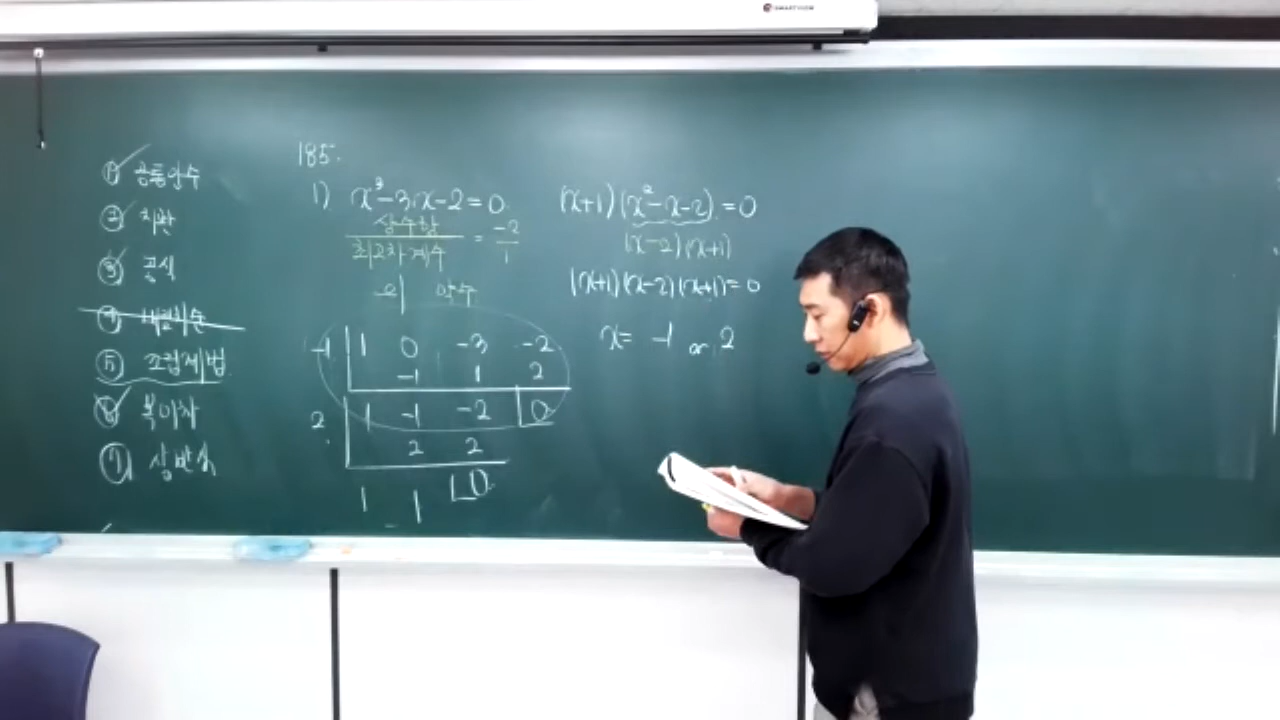 SMARTVIEW
① 공통인수
② 치환
③ 공식
④ 내림차순
⑤ 조립제법
⑥ 복이차
⑦ 상반식
185.
1) x³-3x-2=0
상수항
최고차계수
= -2/1
약수
-1 | 1 0 -3 -2
-1 1 2
2 | 1 -1 -2 | 0
2 2
1 1 | 0
(x+1)(x²-x-2)=0
(x-2)(x+1)
(x+1)(x-2)(x+1)=0
x= -1 or 2